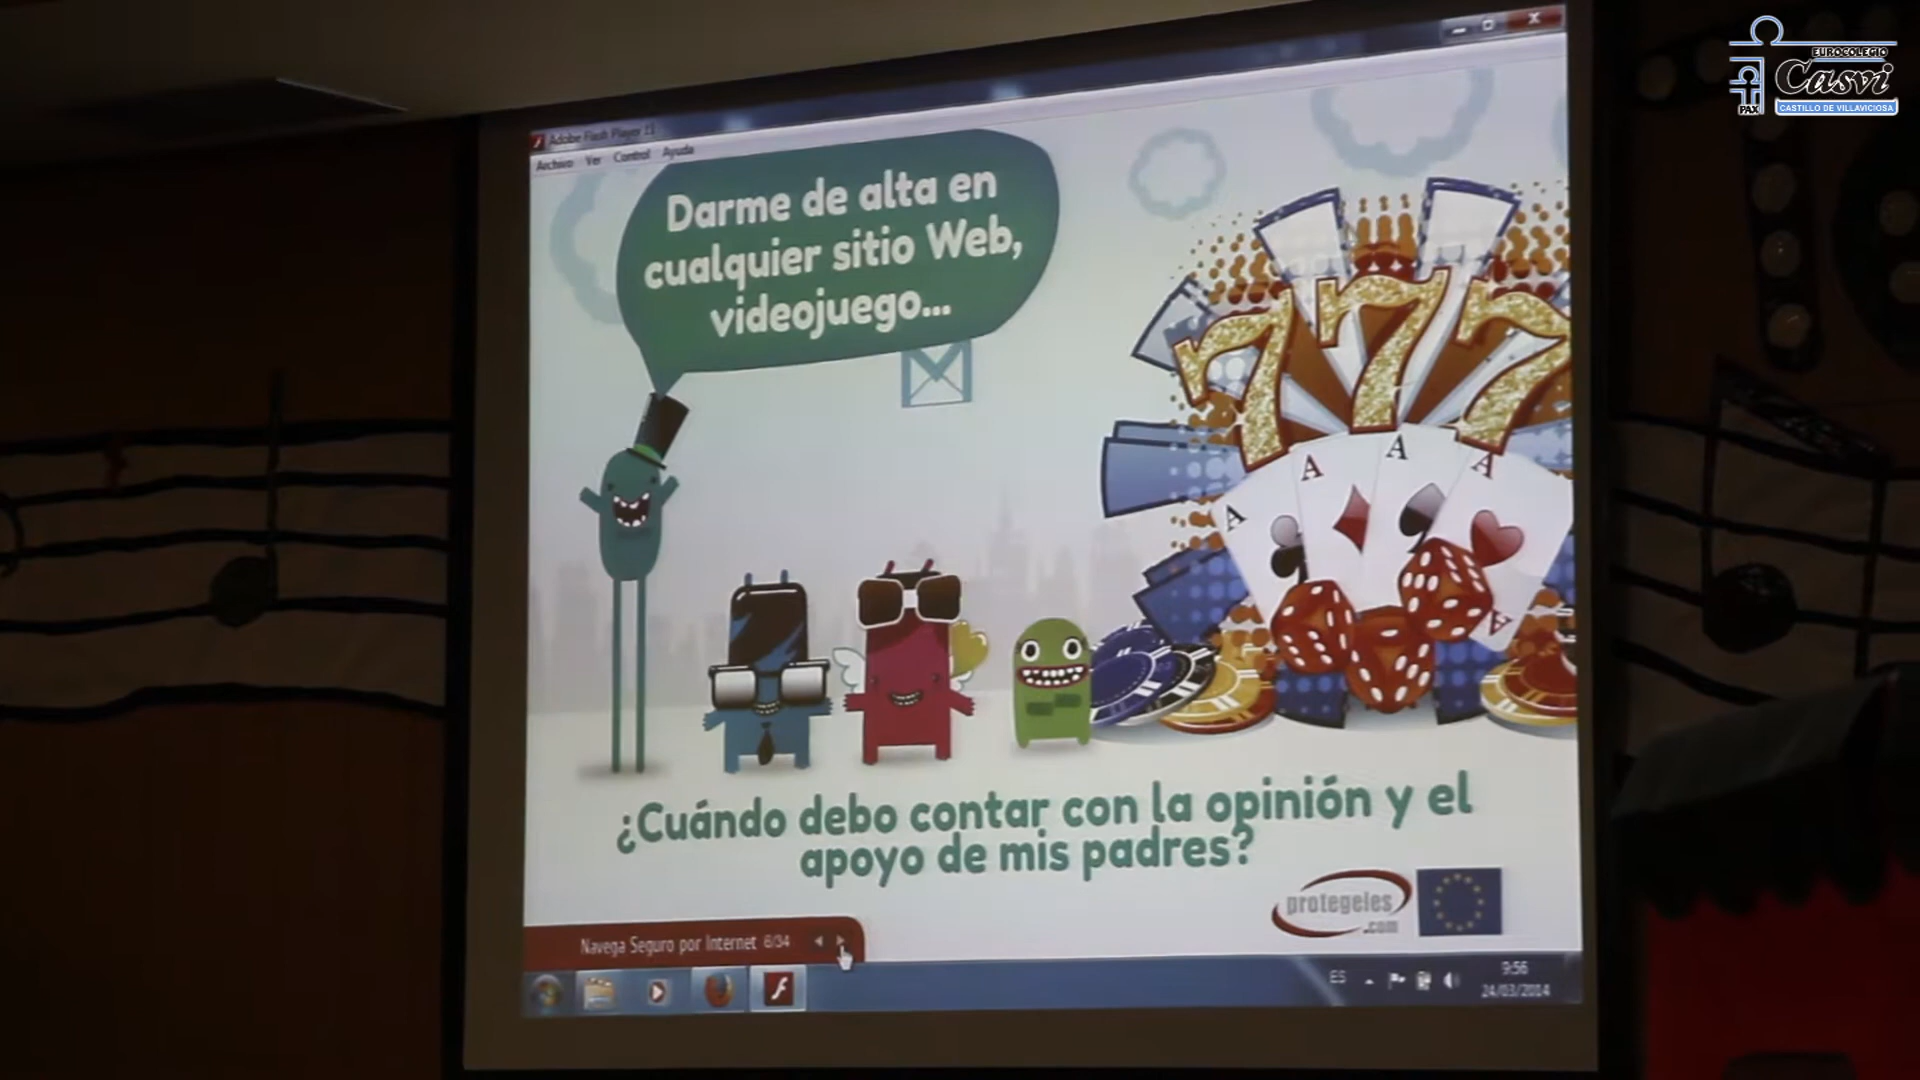 EUROCOLEGIO
Casvi
PAX
CASTILLO DE VILLAVICIOSA
Adobe Flash Player 11
Archivo Ver Control Ayuda
Darme de alta en
cualquier sitio Web,
videojuego...
777
A
A
A
A
A
¿Cuándo debo contar con la opinión y el
apoyo de mis padres?
protegeles
.com
Navega Seguro por Internet 6/34
ES
9:56
24/03/2014